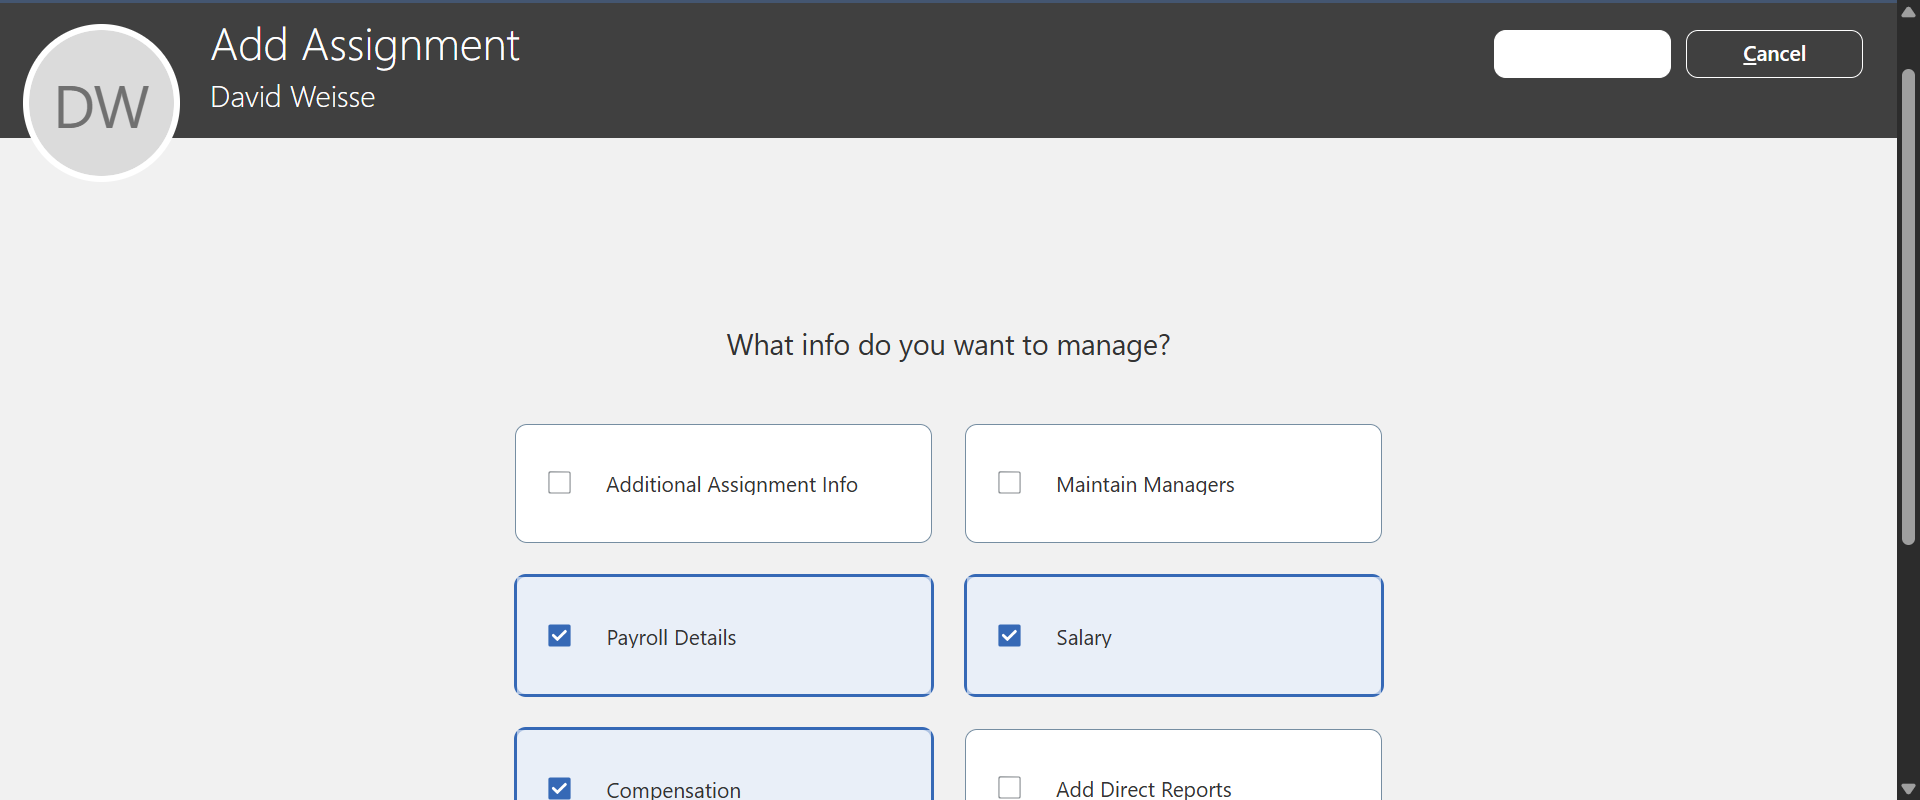 Add Assignment
David Weisse
DW
Cancel
What info do you want to manage?
Additional Assignment Info
Maintain Managers
Payroll Details
Salary
Compensation
Add Direct Reports